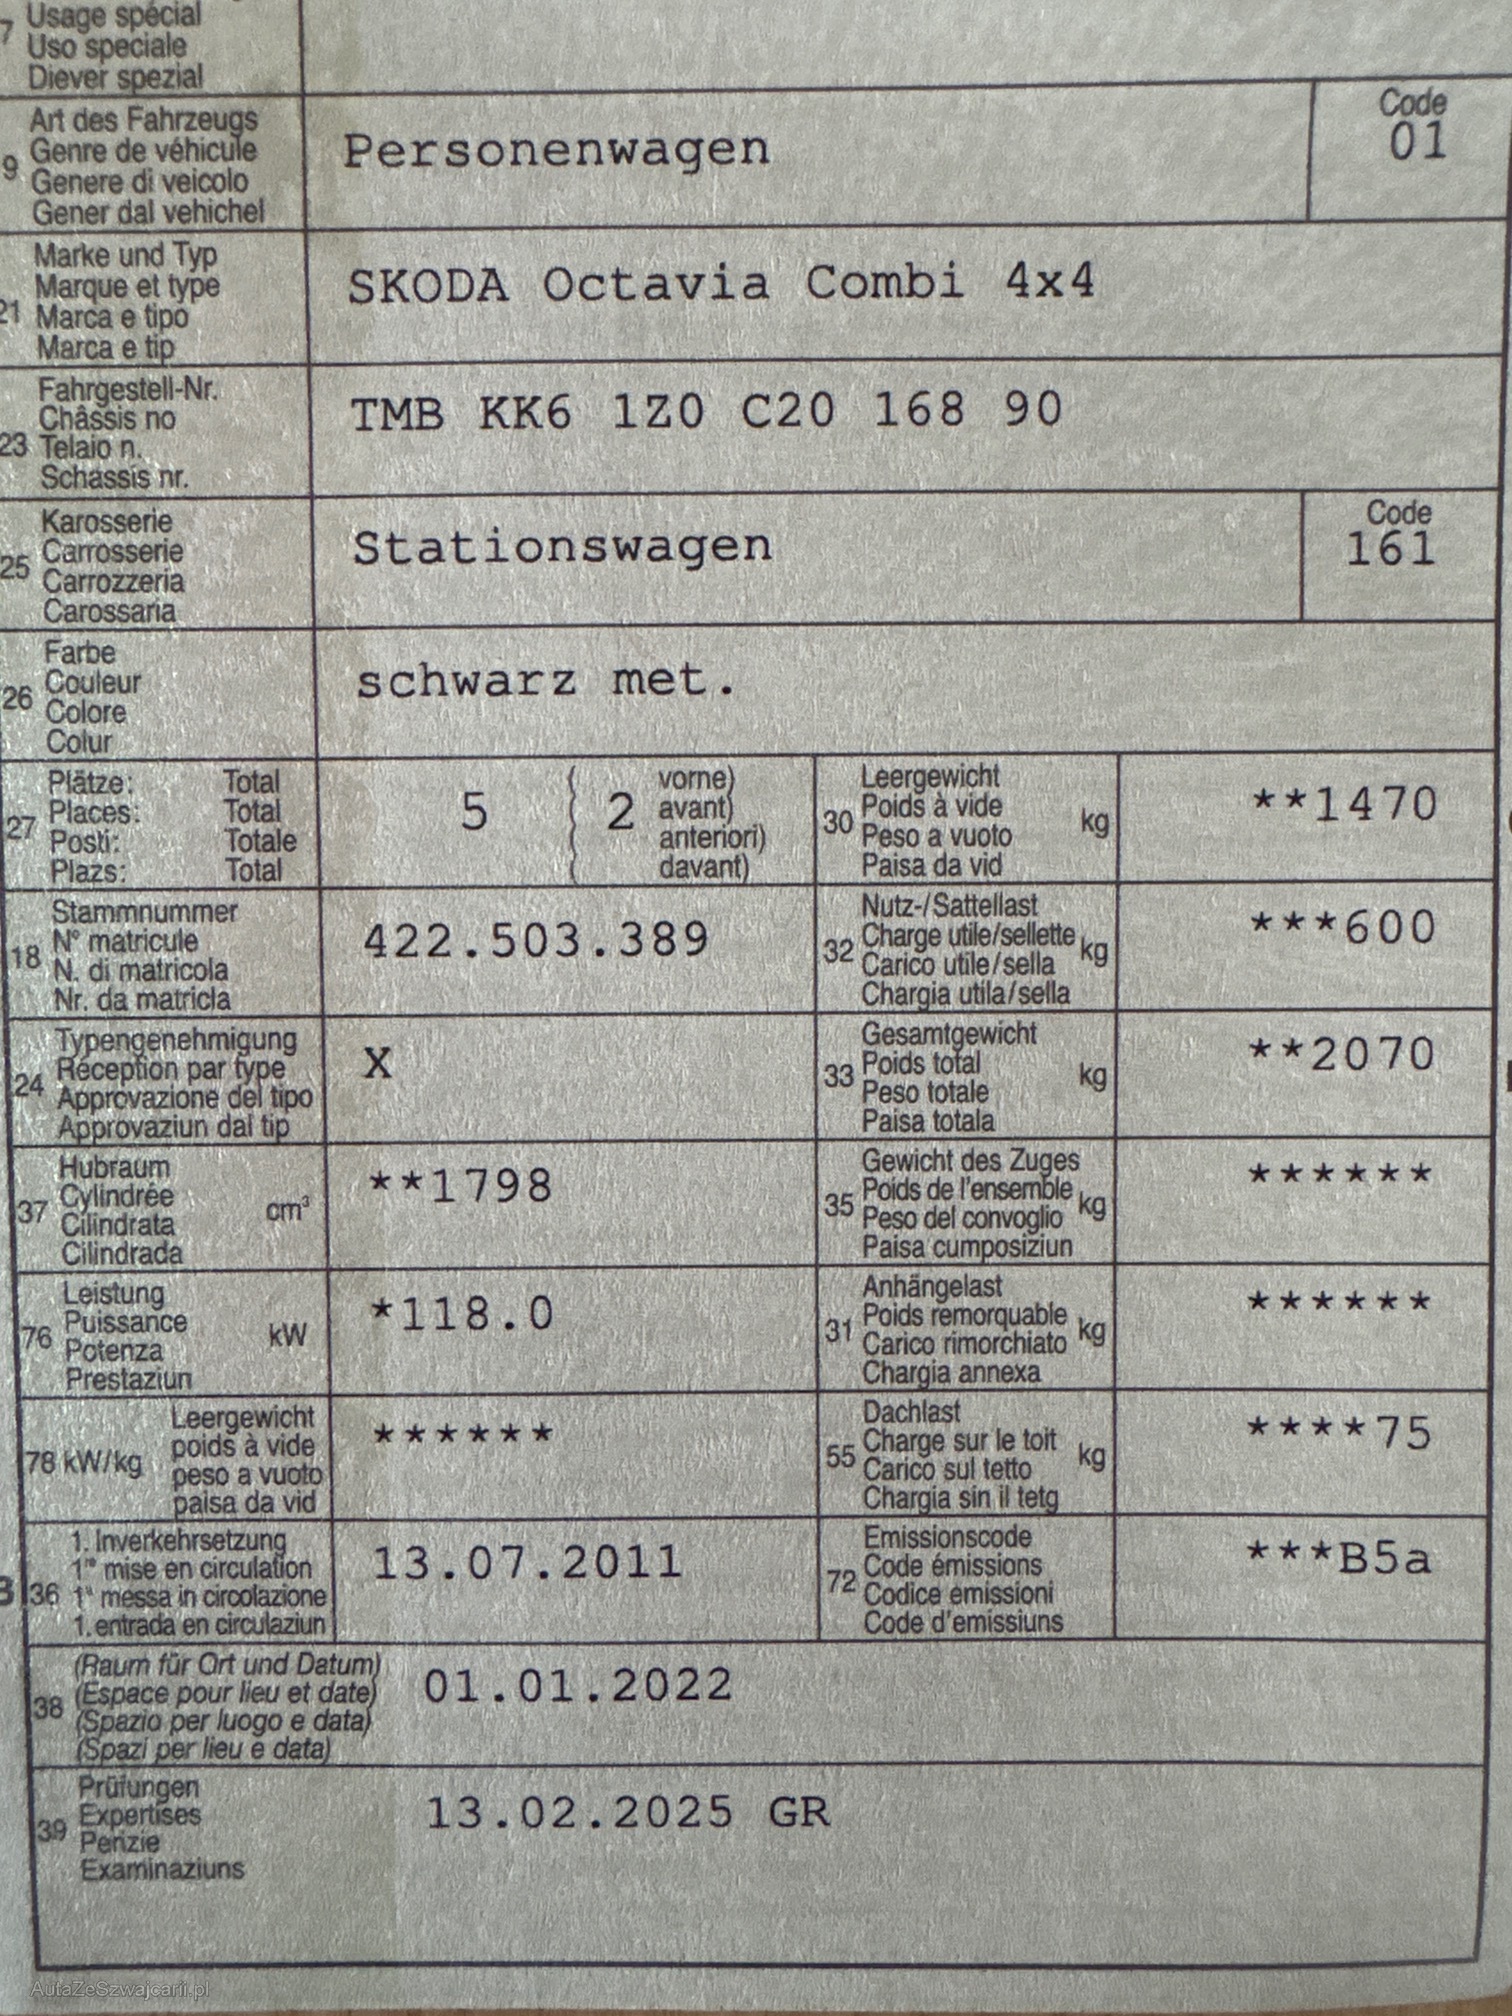 7 Usage spécial
Uso speciale
Diever spezial
Art des Fahrzeugs
9 Genre de véhicule
Genere di veicolo
Gener dal vehichel
Personenwagen
Code
01
Marke und Typ
Marque et type
21 Marca e tipo
Marca e tip
SKODA Octavia Combi 4x4
Fahrgestell-Nr.
Châssis no
23 Telaio n.
Schassis nr.
TMB KK6 1Z0 C20 168 90
Karosserie
25 Carrosserie
Carrozzeria
Carossaria
Stationswagen
Code
161
Farbe
26 Couleur
Colore
Colur
schwarz met.
Plätze: Total
27 Places: Total
Posti: Totale
Plazs: Total
5 ( 2 vorne)
( avant)
( anteriori)
( davant)
Leergewicht
30 Poids à vide kg
Peso a vuoto
Paisa da vid
**1470
Stammnummer
18 N° matricule
N. di matricola
Nr. da matricla
422.503.389
Nutz-/Sattellast
32 Charge utile/sellette kg
Carico utile/sella
Chargia utila/sella
***600
Typengenehmigung
24 Réception par type
Approvazione del tipo
Approvaziun dal tip
X
Gesamtgewicht
33 Poids total kg
Peso totale
Paisa totala
**2070
Hubraum
37 Cylindrée cm³
Cilindrata
Cilindrada
**1798
Gewicht des Zuges
35 Poids de l'ensemble kg
Peso del convoglio
Paisa cumposiziun
******
Leistung
76 Puissance kW
Potenza
Prestaziun
*118.0
Anhängelast
31 Poids remorquable kg
Carico rimorchiato
Chargia annexa
******
Leergewicht
78 kW/kg poids à vide
peso a vuoto
paisa da vid
******
Dachlast
55 Charge sur le toit kg
Carico sul tetto
Chargia sin il tetg
****75
1. Inverkehrsetzung
B 36 1re mise en circulation
1a messa in circolazione
1. entrada en circulaziun
13.07.2011
Emissionscode
72 Code émissions
Codice emissioni
Code d'emissiuns
***B5a
(Raum für Ort und Datum)
38 (Espace pour lieu et date)
(Spazio per luogo e data)
(Spazi per lieu e data)
01.01.2022
Prüfungen
39 Expertises
Perizie
Examinaziuns
13.02.2025 GR
AutaZeSzwajcarii.pl